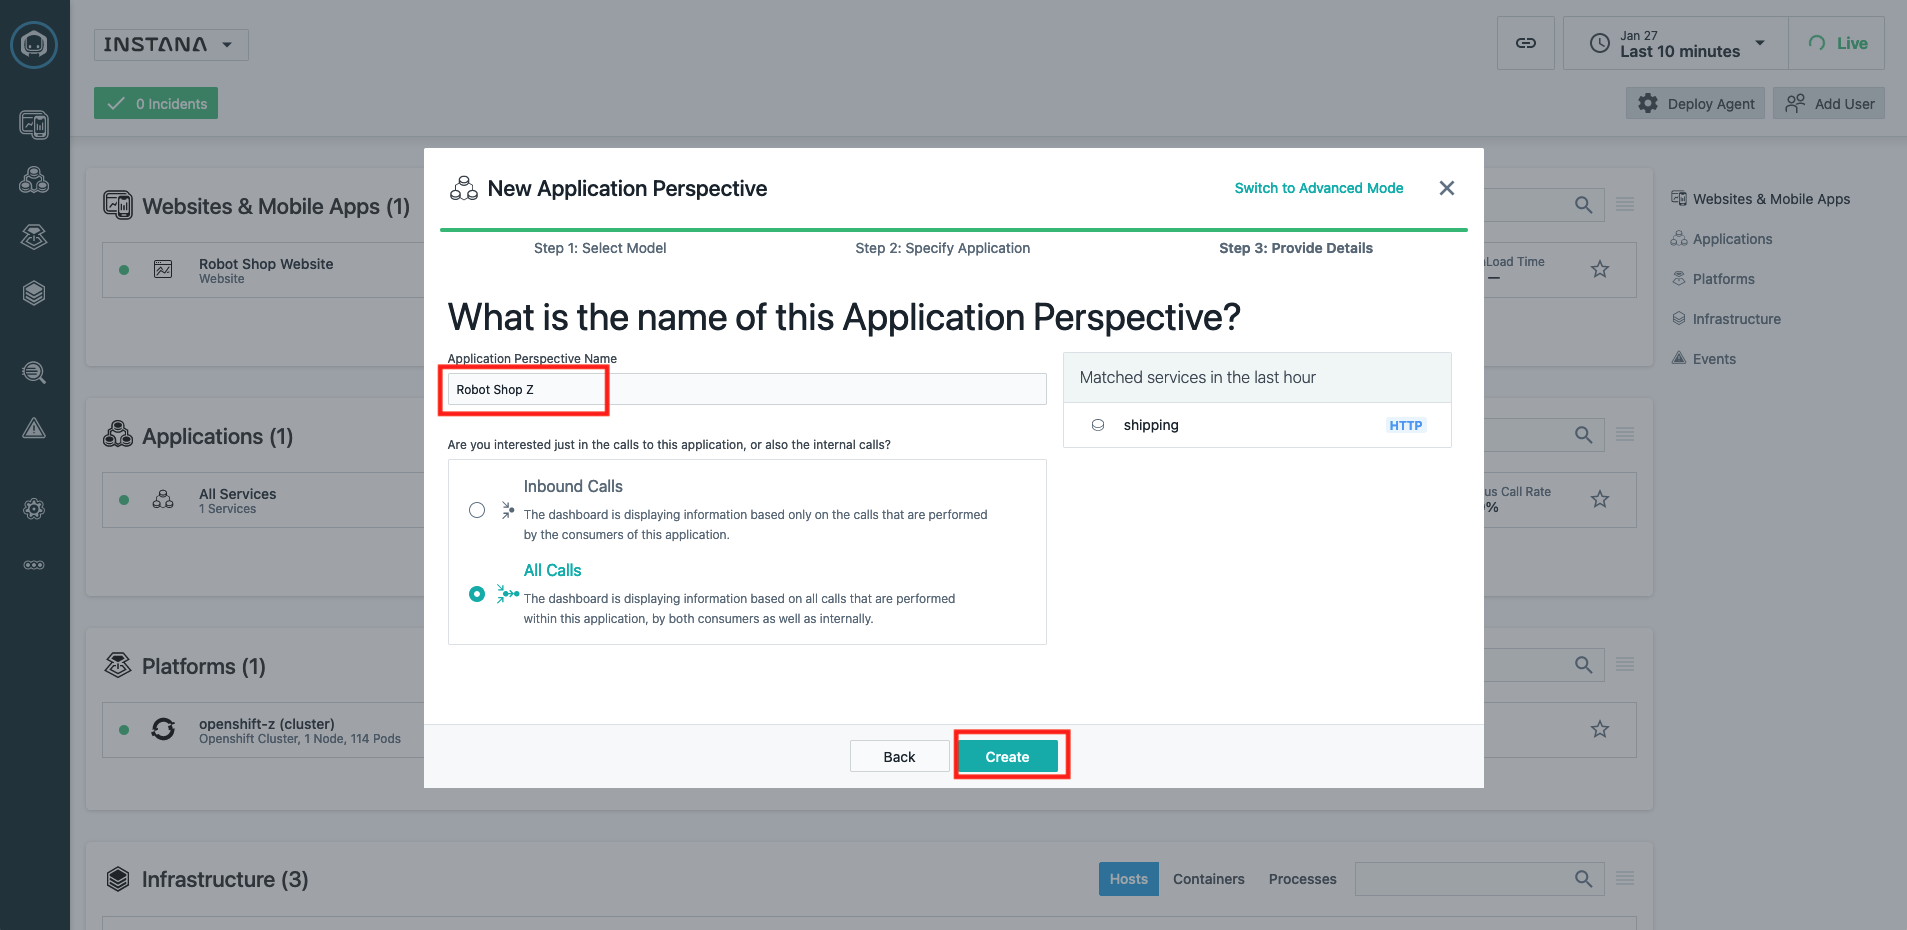 INSTANA
Jan 27
Last 10 minutes
Live
0 Incidents
Deploy Agent
Add User
New Application Perspective
Switch to Advanced Mode
Step 1: Select Model
Step 2: Specify Application
Step 3: Provide Details
What is the name of this Application Perspective?
Application Perspective Name
Robot Shop Z
Are you interested just in the calls to this application, or also the internal calls?
Inbound Calls
The dashboard is displaying information based only on the calls that are performed
by the consumers of this application.
All Calls
The dashboard is displaying information based on all calls that are performed
within this application, by both consumers as well as internally.
Matched services in the last hour
shipping
HTTP
Back
Create
Websites & Mobile Apps (1)
Robot Shop Website
Website
Load Time
—
Applications (1)
All Services
1 Services
us Call Rate
%
Platforms (1)
openshift-z (cluster)
Openshift Cluster, 1 Node, 114 Pods
Infrastructure (3)
Hosts
Containers
Processes
Websites & Mobile Apps
Applications
Platforms
Infrastructure
Events